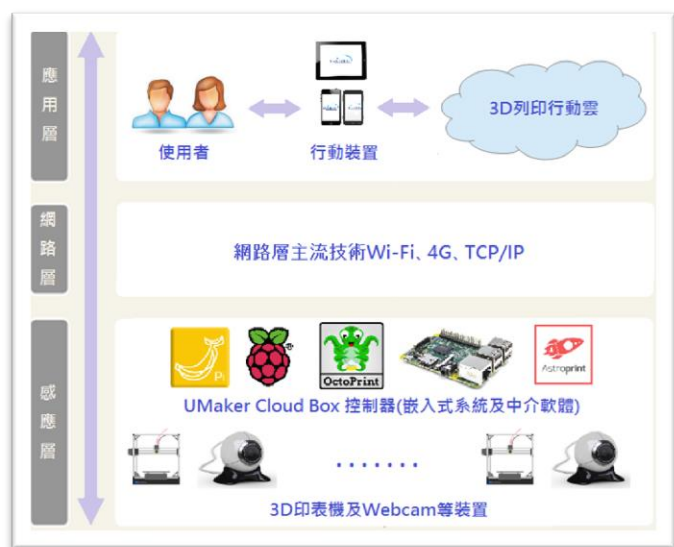 應用層
使用者
行動裝置
3D列印行動雲
網路層
網路層主流技術Wi-Fi、4G、TCP/IP
感應層
Pi
OctoPrint
Astroprint
UMaker Cloud Box 控制器(嵌入式系統及中介軟體)
.......
3D印表機及Webcam等裝置